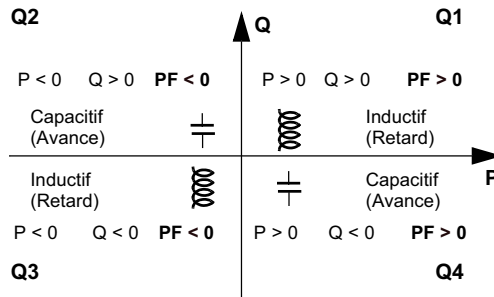 Q2 Q Q1
P < 0 Q > 0 PF < 0 P > 0 Q > 0 PF > 0
Capacitif Inductif
(Avance) (Retard)
P
Inductif Capacitif
(Retard) (Avance)
P < 0 Q < 0 PF < 0 P > 0 Q < 0 PF > 0
Q3 Q4